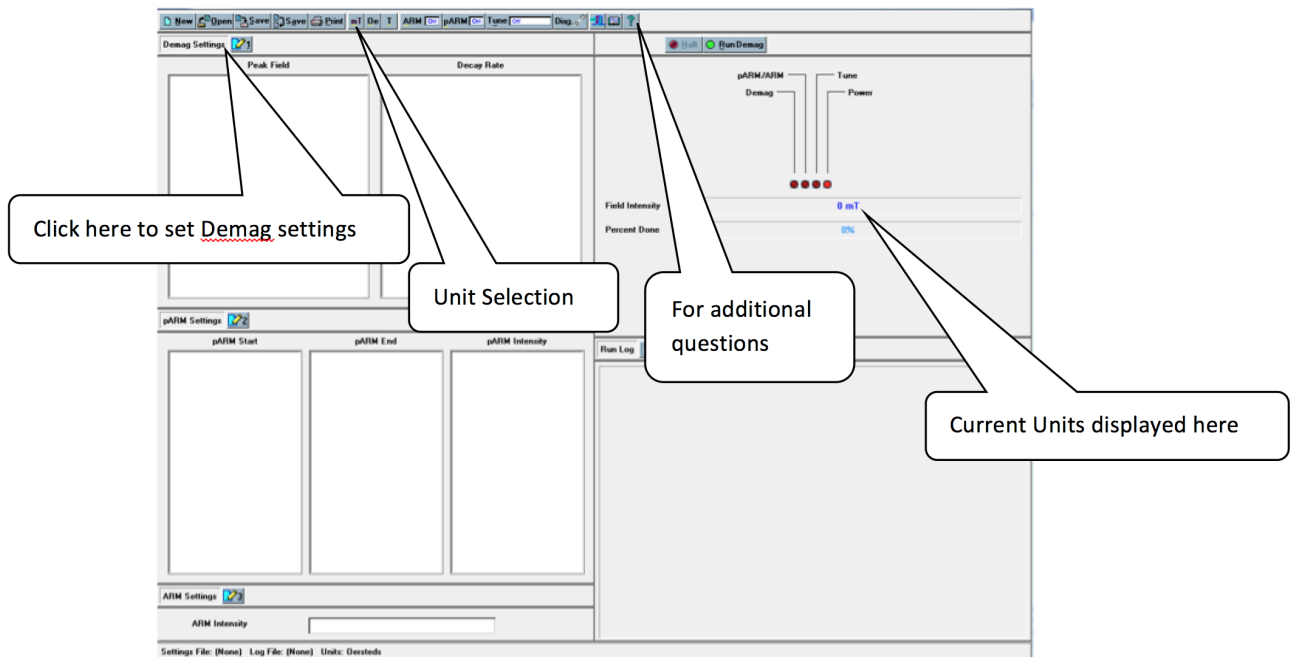 New Open Save Save Print mT Oe T ARM Off pARM Off Tune Off Diag. ?
Demag Settings 1
Halt Run Demag
Peak Field Decay Rate
pARM/ARM Tune
Demag Power
Click here to set Demag settings
Field Intensity 0 mT
Percent Done 0%
Unit Selection
For additional
questions
pARM Settings 2
pARM Start pARM End pARM Intensity
Run Log
Current Units displayed here
ARM Settings 3
ARM Intensity
Settings File: (None) Log File: (None) Units: Oersteds